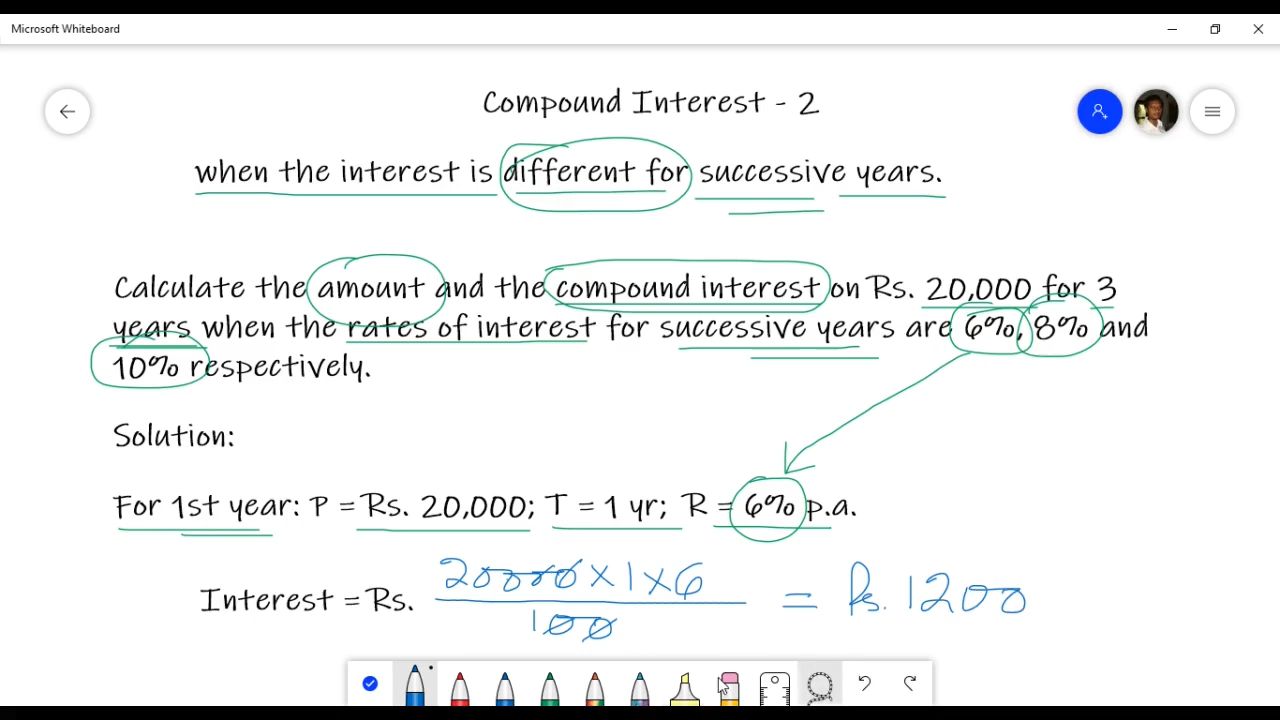 Microsoft Whiteboard
Compound Interest - 2
when the interest is different for successive years.
Calculate the amount and the compound interest on Rs. 20,000 for 3
years when the rates of interest for successive years are 6%, 8% and
10% respectively.
Solution:
For 1st year: P = Rs. 20,000; T = 1 yr; R = 6% p.a.
Interest = Rs. 20000 × 1 × 6 / 100 = Rs. 1200